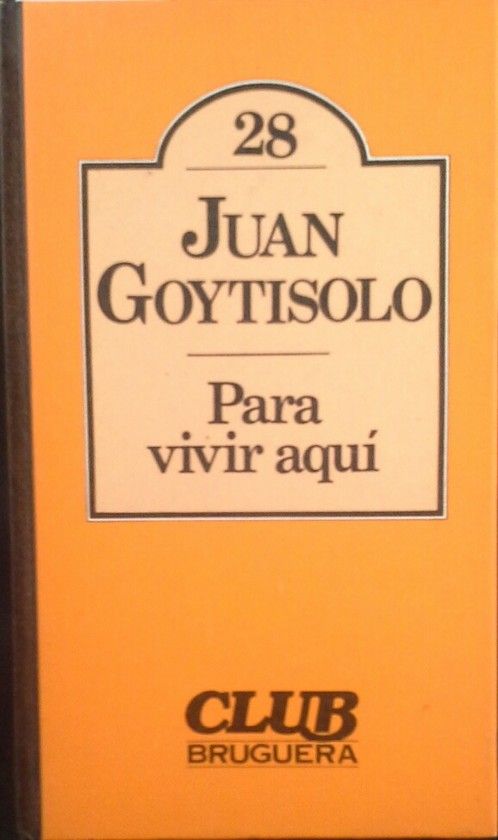 28
JUAN
GOYTISOLO
Para
vivir aquí
CLUB
BRUGUERA